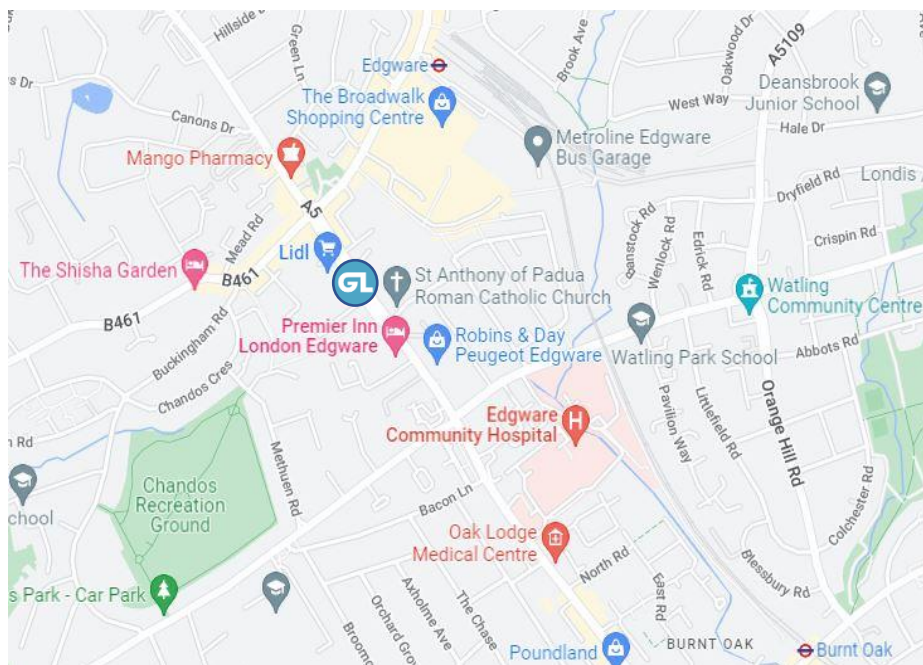 Hillside
Green Ln
Edgware
Brook Ave
Oakwood Dr
A5109
The Broadwalk
Shopping Centre
West Way
Deansbrook
Junior School
Hale Dr
Canons Dr
Mango Pharmacy
Metroline Edgware
Bus Garage
Londis
Dryfield Rd
A5
Mead Rd
Wenlock Rd
Edrick Rd
Crispin Rd
Lidl
The Shisha Garden
B461
GL
St Anthony of Padua
Roman Catholic Church
Watling
Community Centre
B461
Buckingham Rd
Premier Inn
London Edgware
Robins & Day
Peugeot Edgware
Watling Park School
Abbots Rd
Chandos Cres
Pavilion Way
Littlefield Rd
Orange Hill Rd
Edgware
Community Hospital
Methuen Rd
Chandos
Recreation
Ground
Bacon Ln
Colchester Rd
Oak Lodge
Medical Centre
North Rd
Blessbury Rd
s Park - Car Park
Axholme Ave
The Chase
East Rd
Orchard Gro
Broom
Poundland
BURNT OAK
Burnt Oak